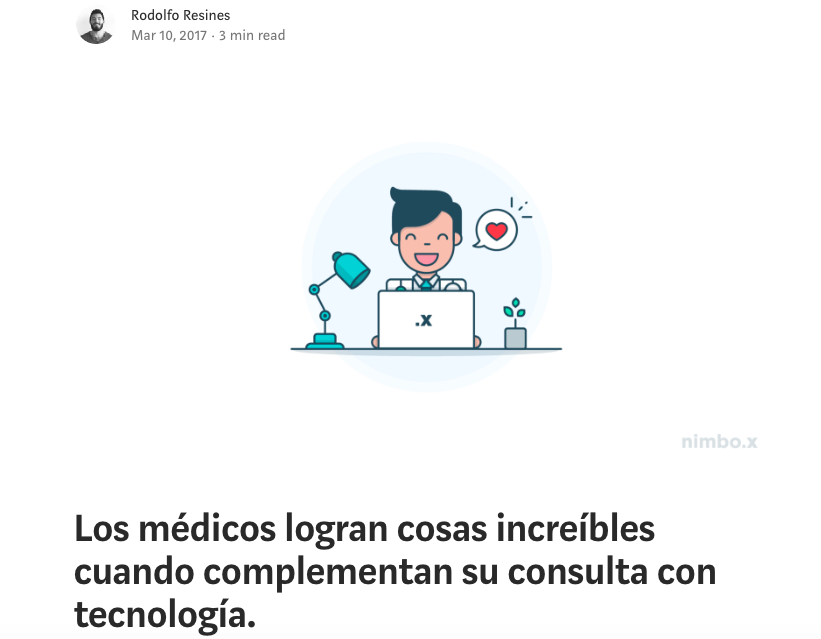 Rodolfo Resines
Mar 10, 2017 · 3 min read
.x
nimbo.x
Los médicos logran cosas increíbles
cuando complementan su consulta con
tecnología.